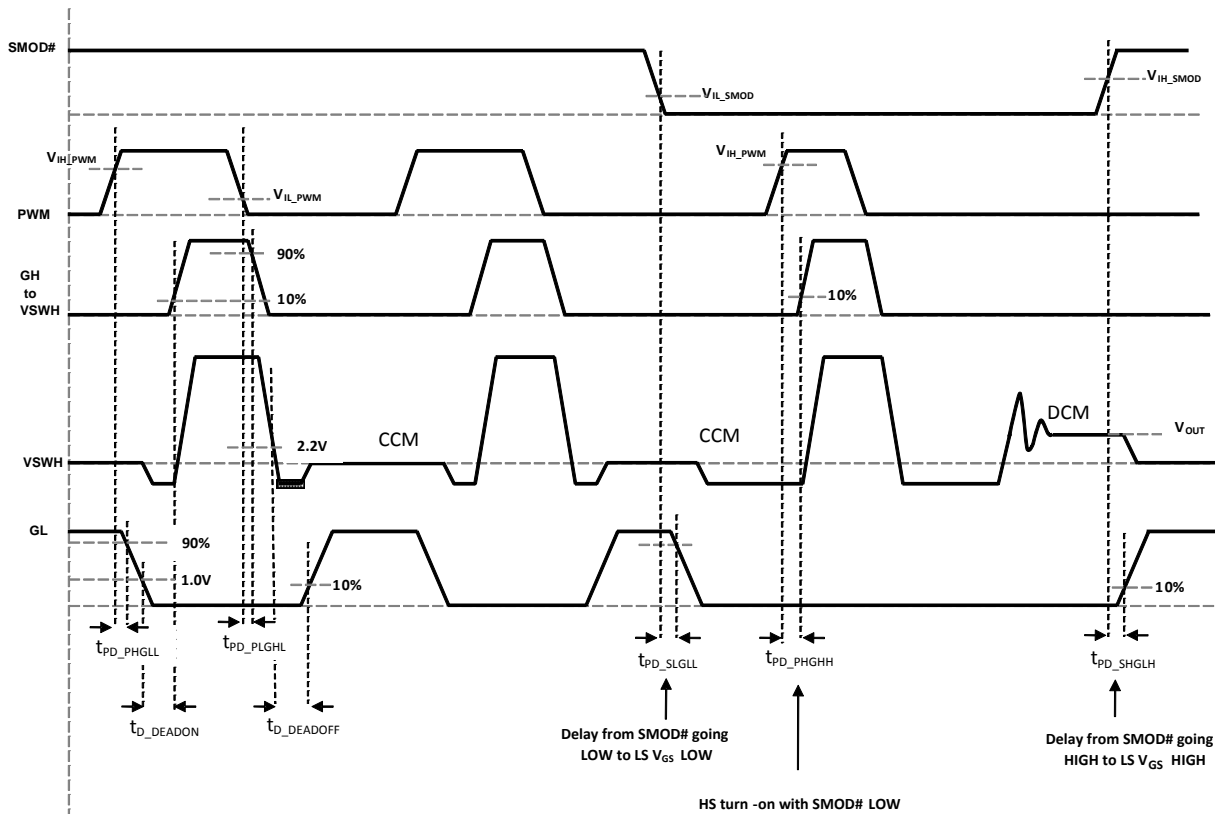 SMOD#
V_IL_SMOD
V_IH_SMOD
V_IH_PWM
V_IH_PWM
V_IL_PWM
PWM
90%
GH
to
VSWH
10%
10%
CCM
CCM
DCM
V_OUT
2.2V
VSWH
GL
90%
1.0V
10%
10%
t_PD_PHGLL
t_PD_PLGHL
t_PD_SLGLL
t_PD_PHGHH
t_PD_SHGLH
t_D_DEADON
t_D_DEADOFF
Delay from SMOD# going
LOW to LS V_GS LOW
Delay from SMOD# going
HIGH to LS V_GS HIGH
HS turn -on with SMOD# LOW